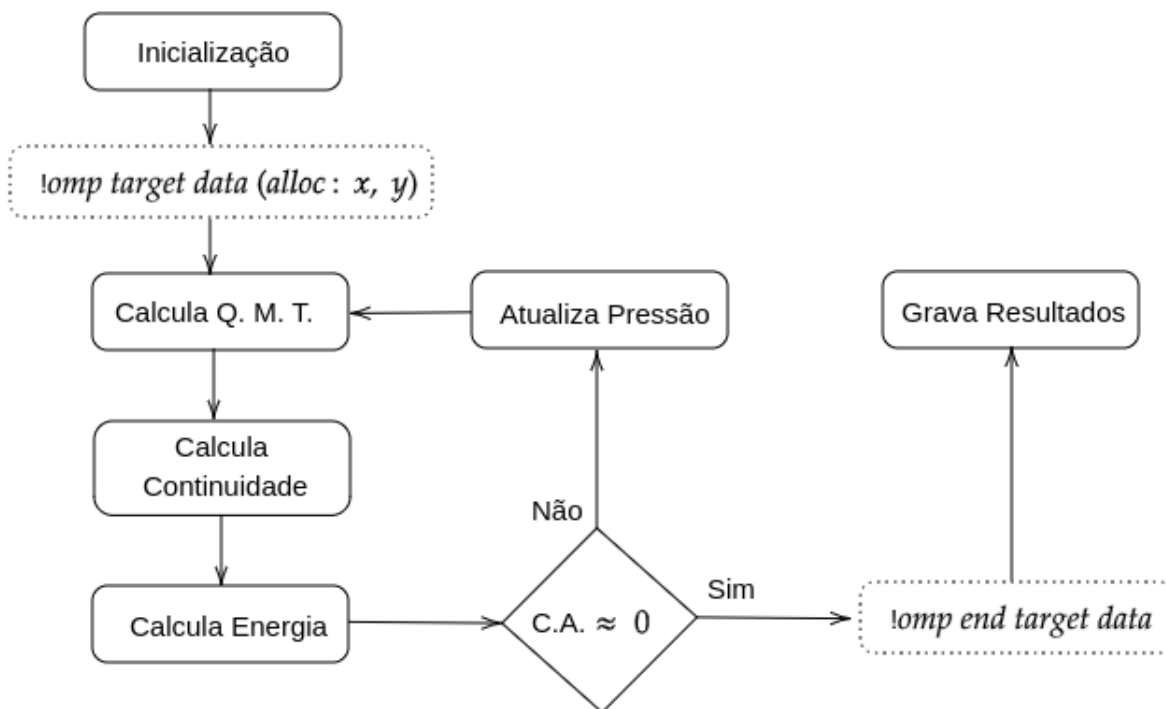 Inicialização
!omp target data (alloc : x, y)
Calcula Q. M. T.
Atualiza Pressão
Grava Resultados
Calcula
Continuidade
Não
Sim
Calcula Energia
C.A. ≈ 0
!omp end target data